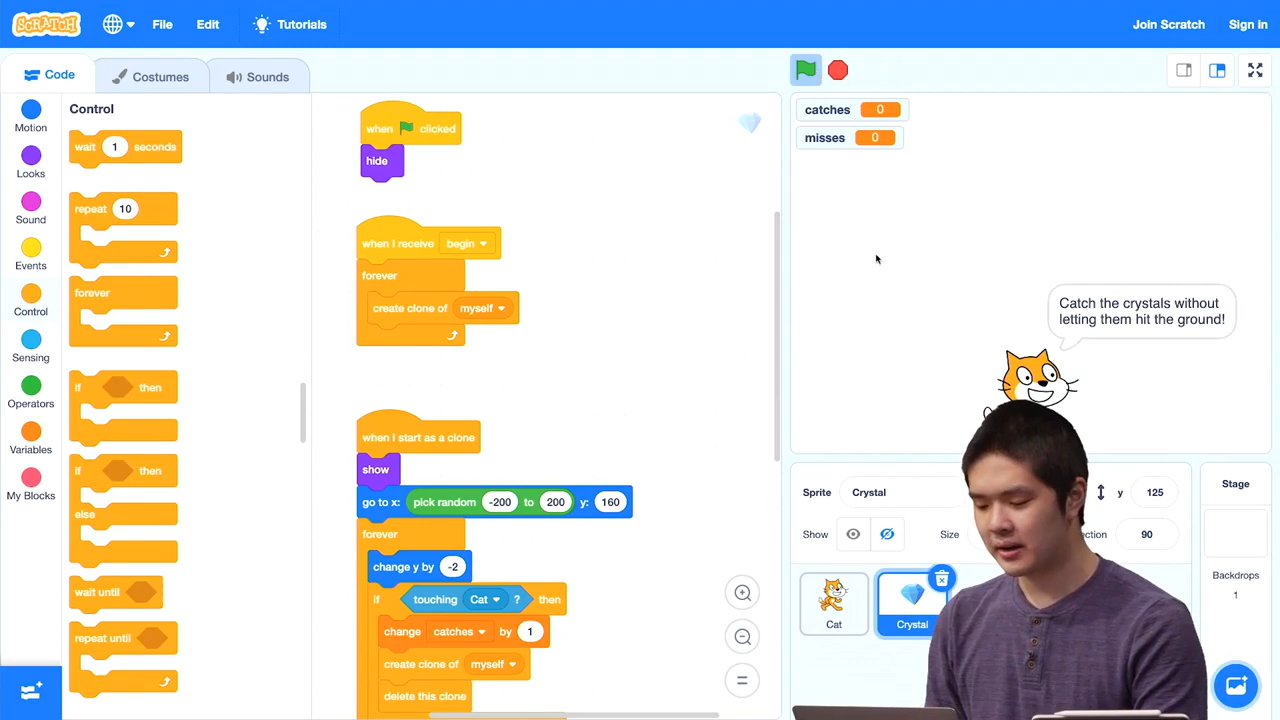 SCRATCH
File
Edit
Tutorials
Join Scratch
Sign in
Code
Costumes
Sounds
Motion
Looks
Sound
Events
Control
Sensing
Operators
Variables
My Blocks
Control
wait 1 seconds
repeat 10
forever
if then
if then
else
wait until
repeat until
when clicked
hide
when I receive begin
forever
create clone of myself
when I start as a clone
show
go to x: pick random -200 to 200 y: 160
forever
change y by -2
if touching Cat ? then
change catches by 1
create clone of myself
delete this clone
catches 0
misses 0
Catch the crystals without
letting them hit the ground!
Sprite Crystal
y 125
Show
Size
ection 90
Cat
Crystal
Stage
Backdrops
1